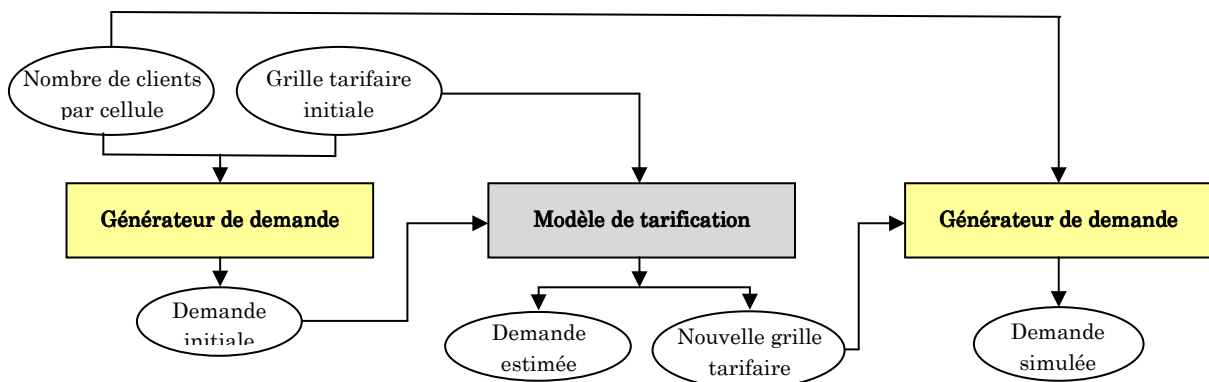 Nombre de clients
par cellule
Grille tarifaire
initiale
Générateur de demande
Modèle de tarification
Générateur de demande
Demande
initiale
Demande
estimée
Nouvelle grille
tarifaire
Demande
simulée